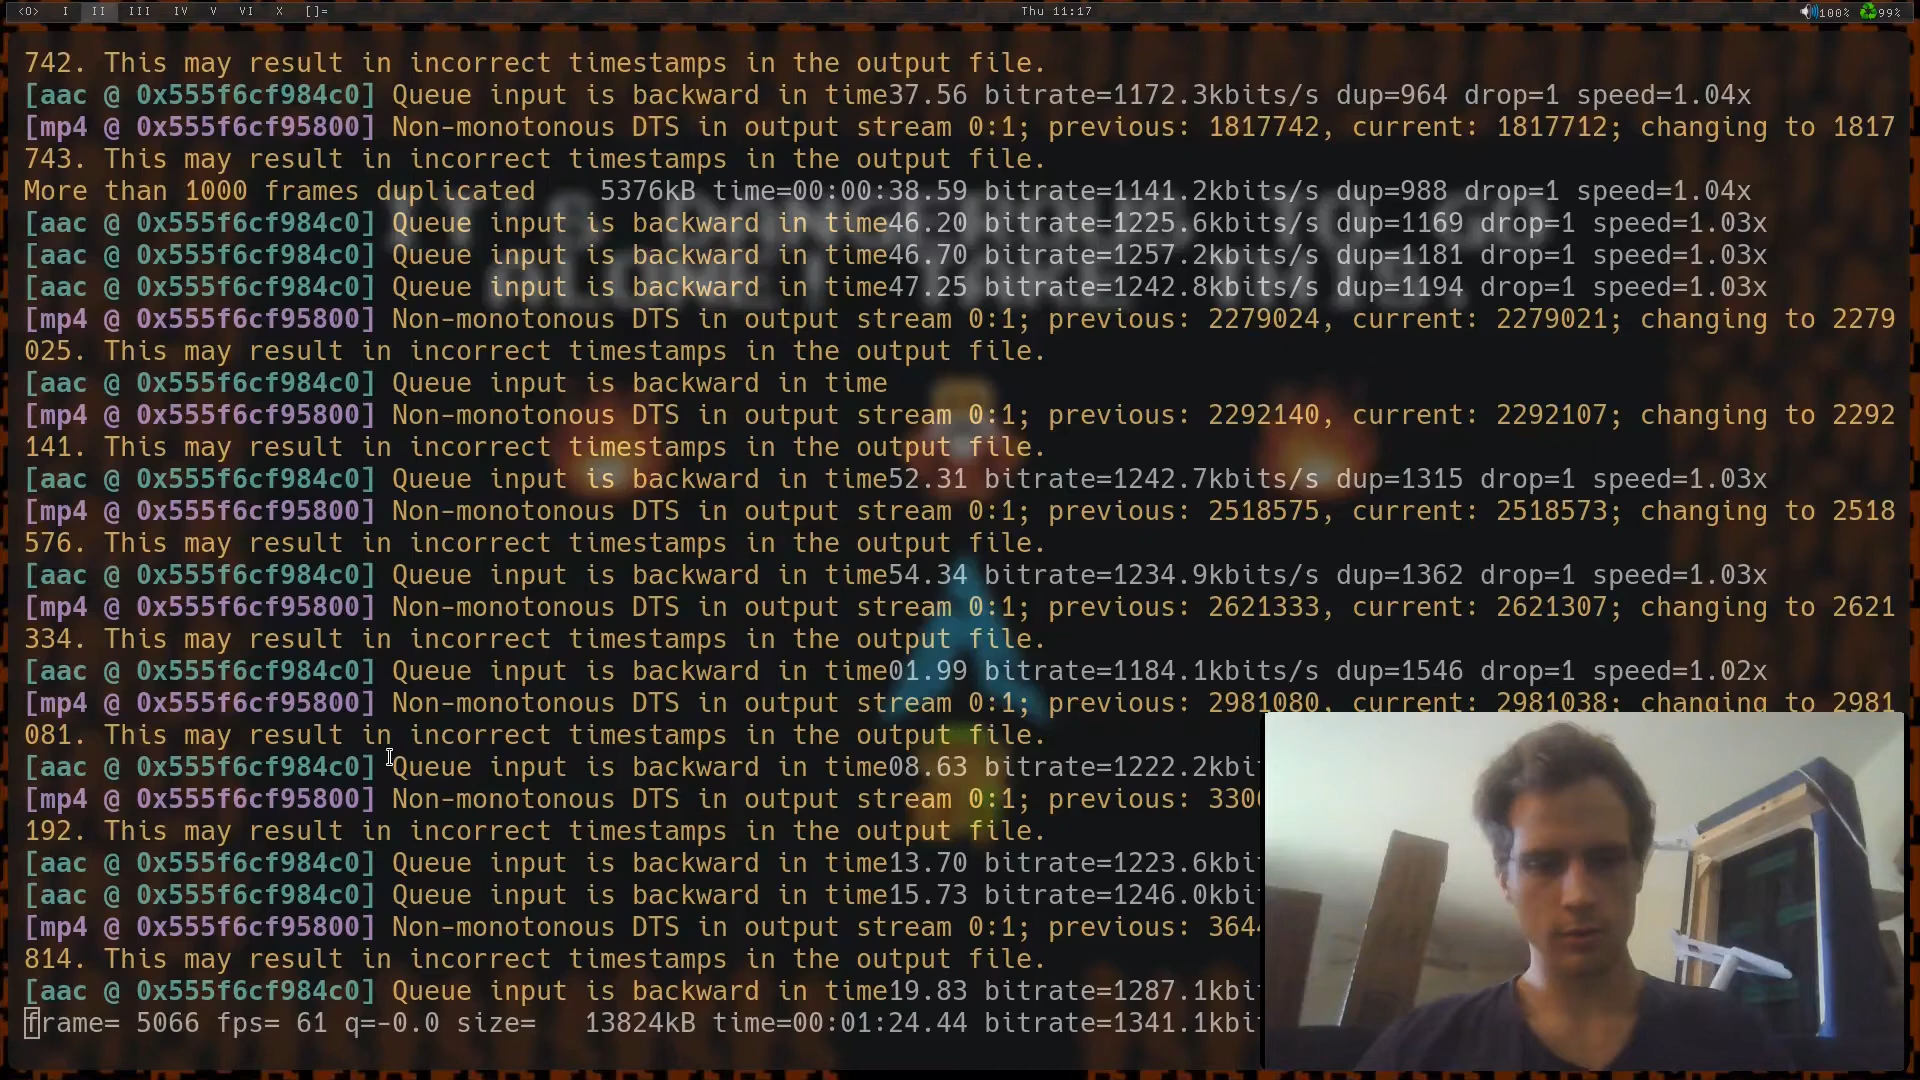 <O> I II III IV V VI X []= Thu 11:17 100% 99%
742. This may result in incorrect timestamps in the output file.
[aac @ 0x555f6cf984c0] Queue input is backward in time37.56 bitrate=1172.3kbits/s dup=964 drop=1 speed=1.04x
[mp4 @ 0x555f6cf95800] Non-monotonous DTS in output stream 0:1; previous: 1817742, current: 1817712; changing to 1817
743. This may result in incorrect timestamps in the output file.
More than 1000 frames duplicated    5376kB time=00:00:38.59 bitrate=1141.2kbits/s dup=988 drop=1 speed=1.04x
[aac @ 0x555f6cf984c0] Queue input is backward in time46.20 bitrate=1225.6kbits/s dup=1169 drop=1 speed=1.03x
[aac @ 0x555f6cf984c0] Queue input is backward in time46.70 bitrate=1257.2kbits/s dup=1181 drop=1 speed=1.03x
[aac @ 0x555f6cf984c0] Queue input is backward in time47.25 bitrate=1242.8kbits/s dup=1194 drop=1 speed=1.03x
[mp4 @ 0x555f6cf95800] Non-monotonous DTS in output stream 0:1; previous: 2279024, current: 2279021; changing to 2279
025. This may result in incorrect timestamps in the output file.
[aac @ 0x555f6cf984c0] Queue input is backward in time
[mp4 @ 0x555f6cf95800] Non-monotonous DTS in output stream 0:1; previous: 2292140, current: 2292107; changing to 2292
141. This may result in incorrect timestamps in the output file.
[aac @ 0x555f6cf984c0] Queue input is backward in time52.31 bitrate=1242.7kbits/s dup=1315 drop=1 speed=1.03x
[mp4 @ 0x555f6cf95800] Non-monotonous DTS in output stream 0:1; previous: 2518575, current: 2518573; changing to 2518
576. This may result in incorrect timestamps in the output file.
[aac @ 0x555f6cf984c0] Queue input is backward in time54.34 bitrate=1234.9kbits/s dup=1362 drop=1 speed=1.03x
[mp4 @ 0x555f6cf95800] Non-monotonous DTS in output stream 0:1; previous: 2621333, current: 2621307; changing to 2621
334. This may result in incorrect timestamps in the output file.
[aac @ 0x555f6cf984c0] Queue input is backward in time01.99 bitrate=1184.1kbits/s dup=1546 drop=1 speed=1.02x
[mp4 @ 0x555f6cf95800] Non-monotonous DTS in output stream 0:1; previous: 2981080, current: 2981038; changing to 2981
081. This may result in incorrect timestamps in the output file.
[aac @ 0x555f6cf984c0] Queue input is backward in time08.63 bitrate=1222.2kbi
[mp4 @ 0x555f6cf95800] Non-monotonous DTS in output stream 0:1; previous: 330
192. This may result in incorrect timestamps in the output file.
[aac @ 0x555f6cf984c0] Queue input is backward in time13.70 bitrate=1223.6kbi
[aac @ 0x555f6cf984c0] Queue input is backward in time15.73 bitrate=1246.0kbi
[mp4 @ 0x555f6cf95800] Non-monotonous DTS in output stream 0:1; previous: 364
814. This may result in incorrect timestamps in the output file.
[aac @ 0x555f6cf984c0] Queue input is backward in time19.83 bitrate=1287.1kbi
frame= 5066 fps= 61 q=-0.0 size=   13824kB time=00:01:24.44 bitrate=1341.1kbi